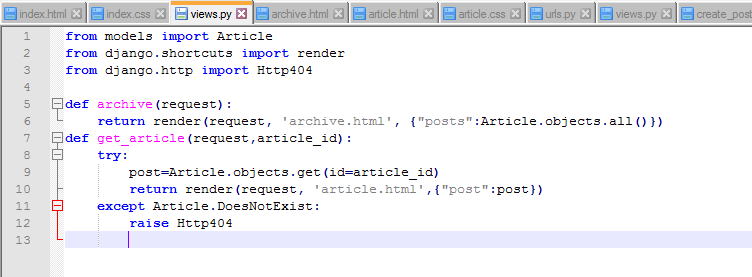 index.html index.css views.py archive.html article.html article.css urls.py views.py create_post
1 from models import Article
2 from django.shortcuts import render
3 from django.http import Http404
4
5 def archive(request):
6 return render(request, 'archive.html', {"posts":Article.objects.all()})
7 def get_article(request,article_id):
8 try:
9 post=Article.objects.get(id=article_id)
10 return render(request, 'article.html',{"post":post})
11 except Article.DoesNotExist:
12 raise Http404
13